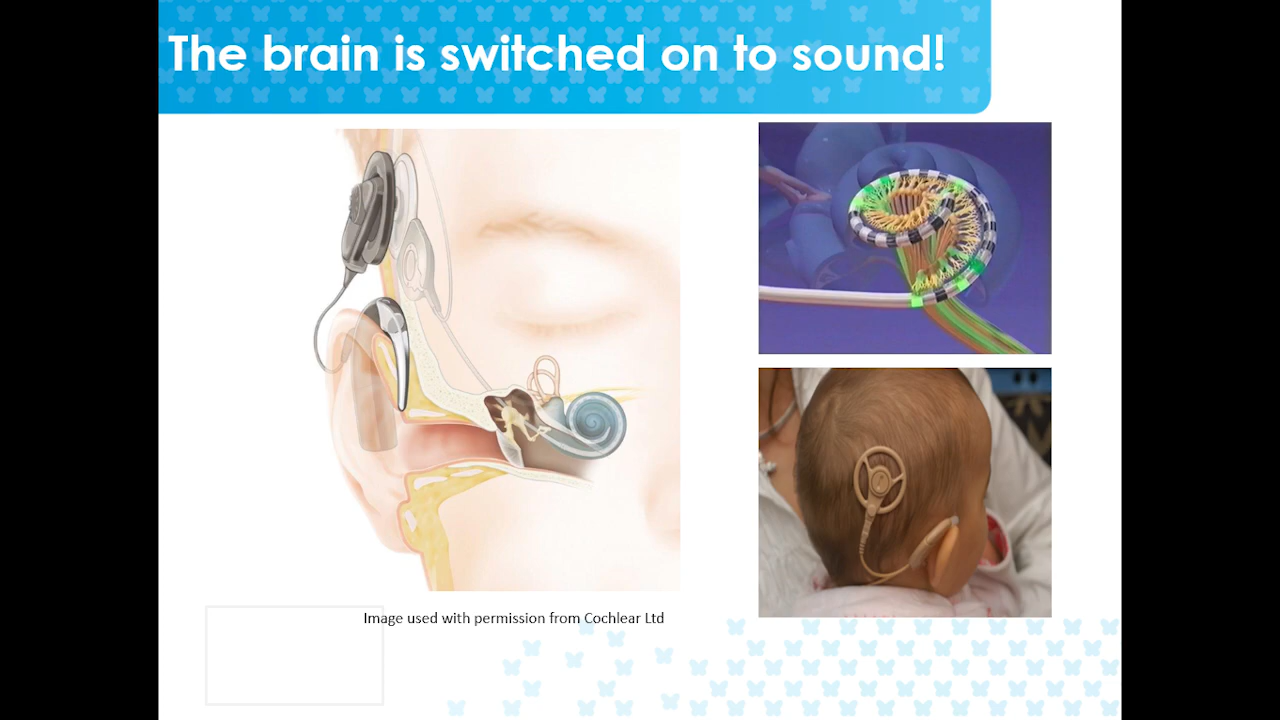 The brain is switched on to sound!
Image used with permission from Cochlear Ltd